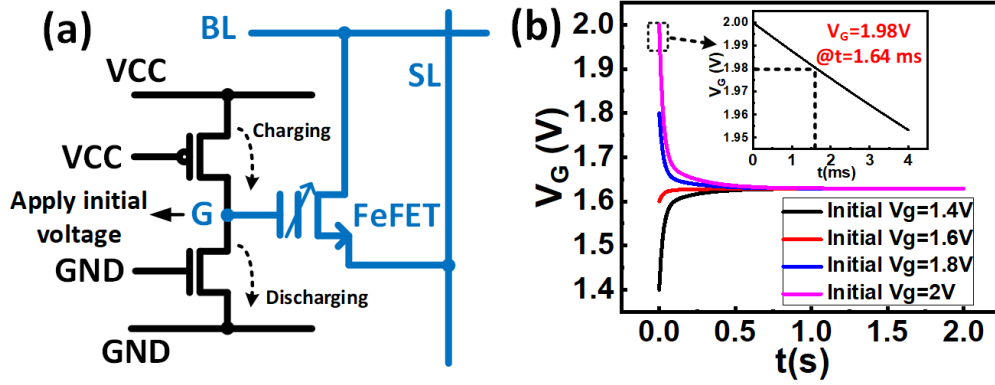 (a)
BL
SL
VCC
Charging
VCC
Apply initial
voltage
G
FeFET
GND
Discharging
GND
(b)
V_G (V)
2.0
1.9
1.8
1.7
1.6
1.5
1.4
0.0 0.5 1.0 1.5 2.0
t(s)
V_G (V)
2.00
1.99
1.98
1.97
1.96
1.95
0 1 2 3 4
t(ms)
V_G=1.98V
@t=1.64 ms
Initial Vg=1.4V
Initial Vg=1.6V
Initial Vg=1.8V
Initial Vg=2V